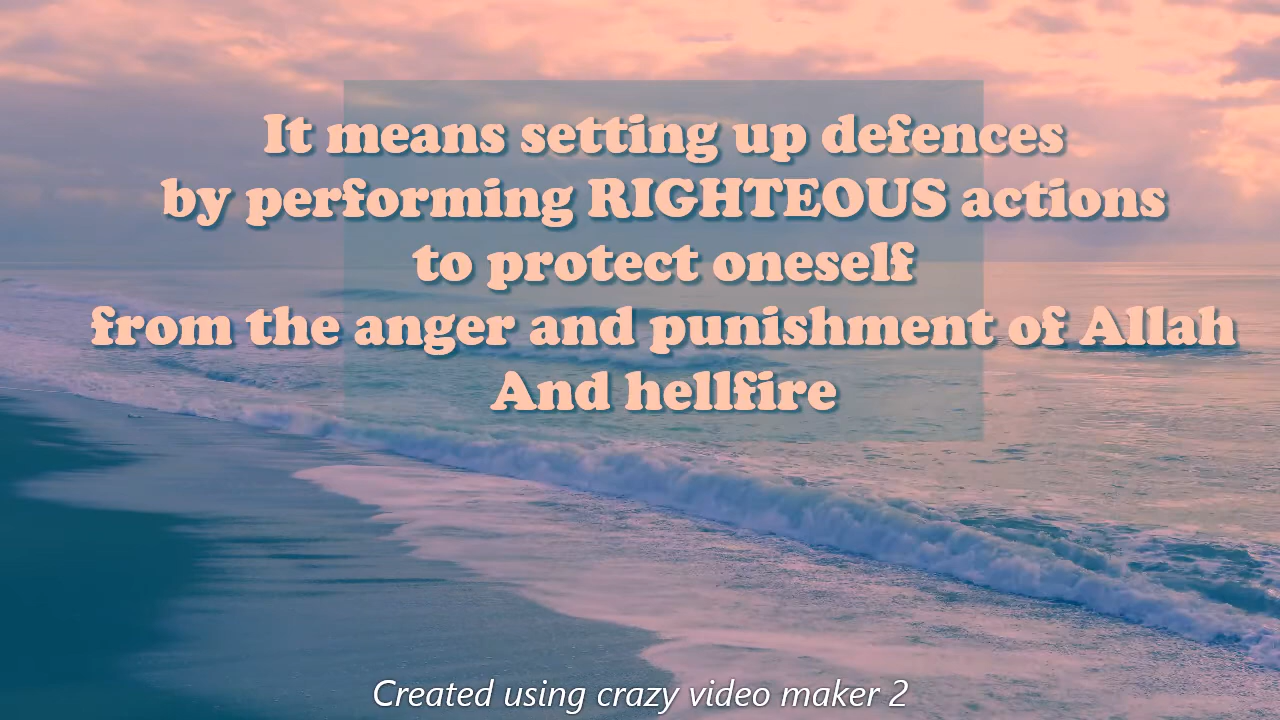 It means setting up defences
by performing RIGHTEOUS actions
to protect oneself
from the anger and punishment of Allah
And hellfire
Created using crazy video maker 2